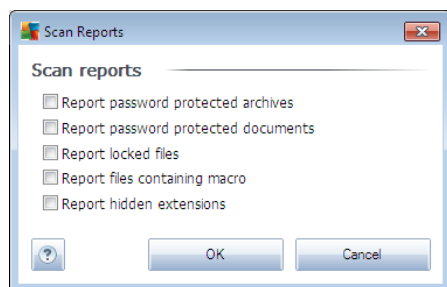 Scan Reports
Scan reports
Report password protected archives
Report password protected documents
Report locked files
Report files containing macro
Report hidden extensions
?
OK
Cancel